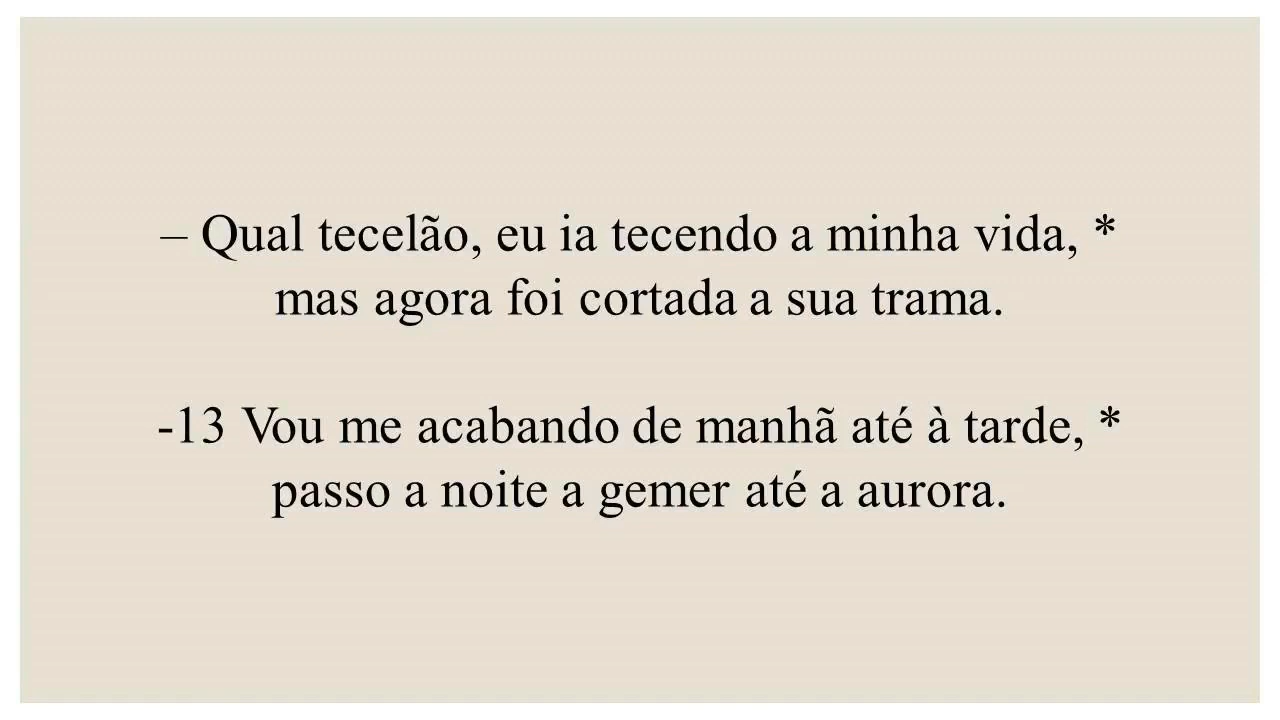 – Qual tecelão, eu ia tecendo a minha vida, *
mas agora foi cortada a sua trama.
-13 Vou me acabando de manhã até à tarde, *
passo a noite a gemer até a aurora.